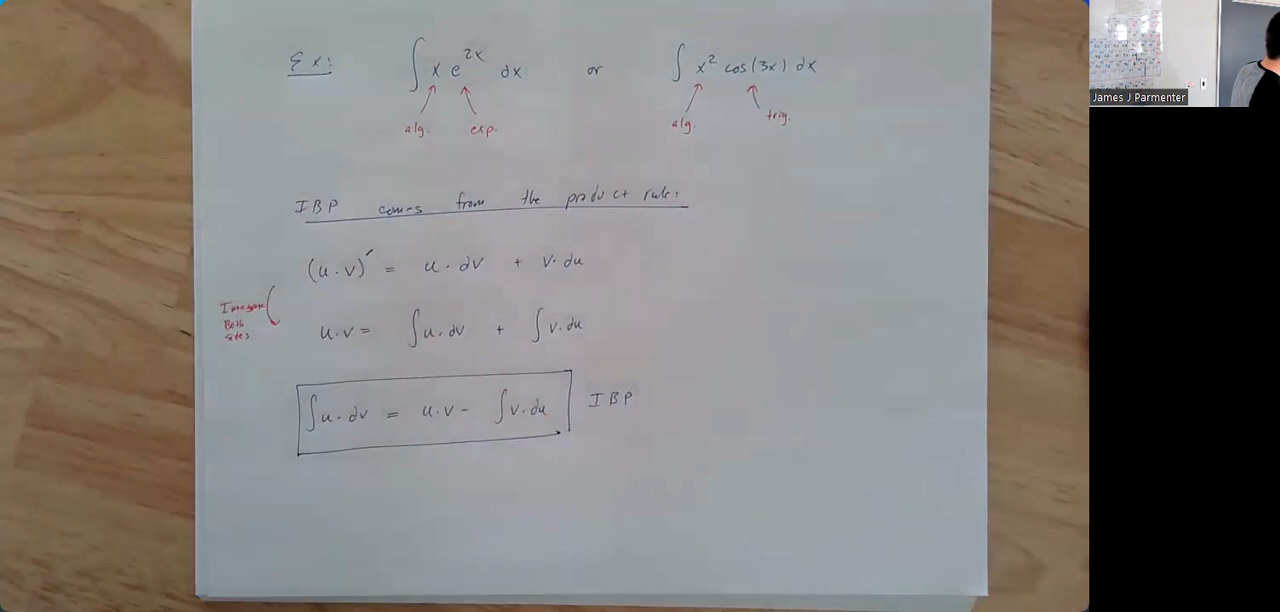 Ex: ∫ x e^{2x} dx or ∫ x² cos(3x) dx
alg. exp. alg. trig.
IBP comes from the product rule:
(u·v)' = u·dv + v·du
Integrate
Both
sides
u·v = ∫u·dv + ∫v·du
∫u·dv = u·v - ∫v·du IBP
James J Parmenter